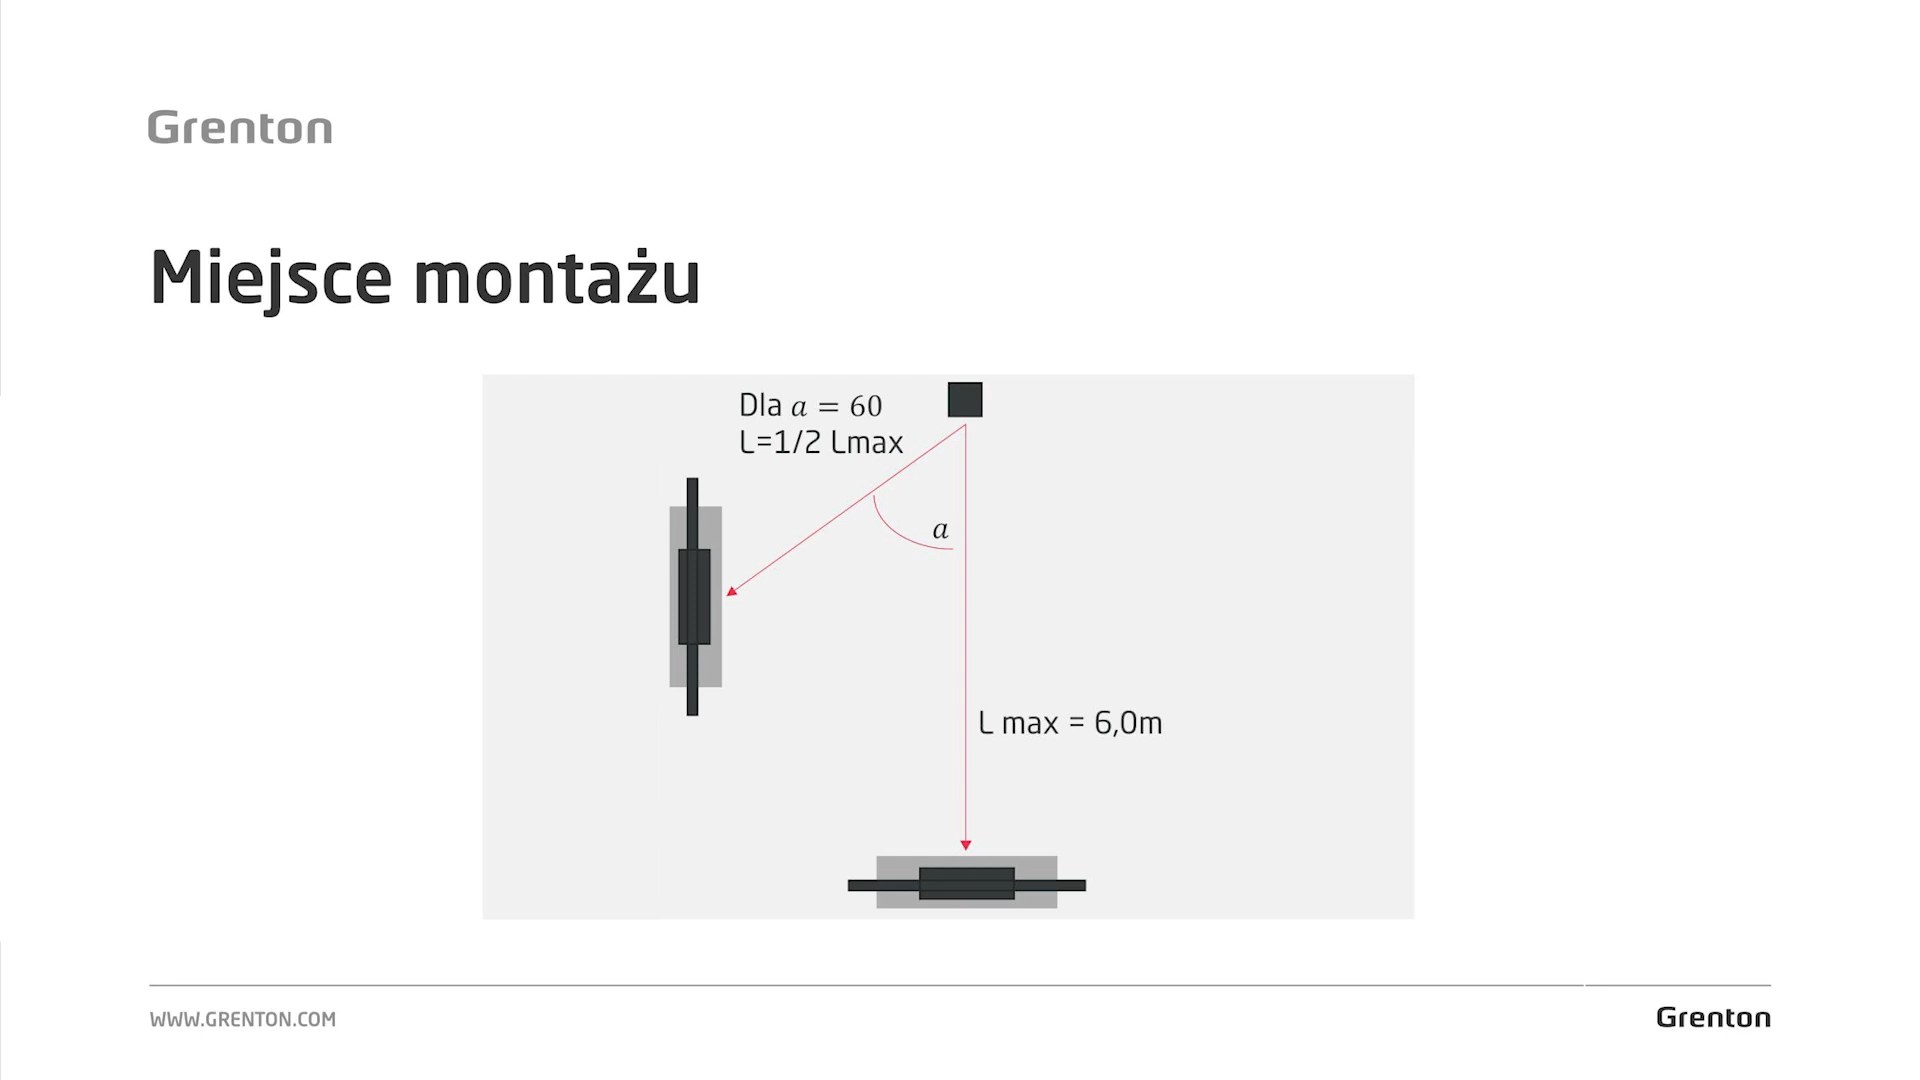 Grenton
Miejsce montażu
Dla a = 60
L=1/2 Lmax
a
L max = 6,0m
WWW.GRENTON.COM
Grenton